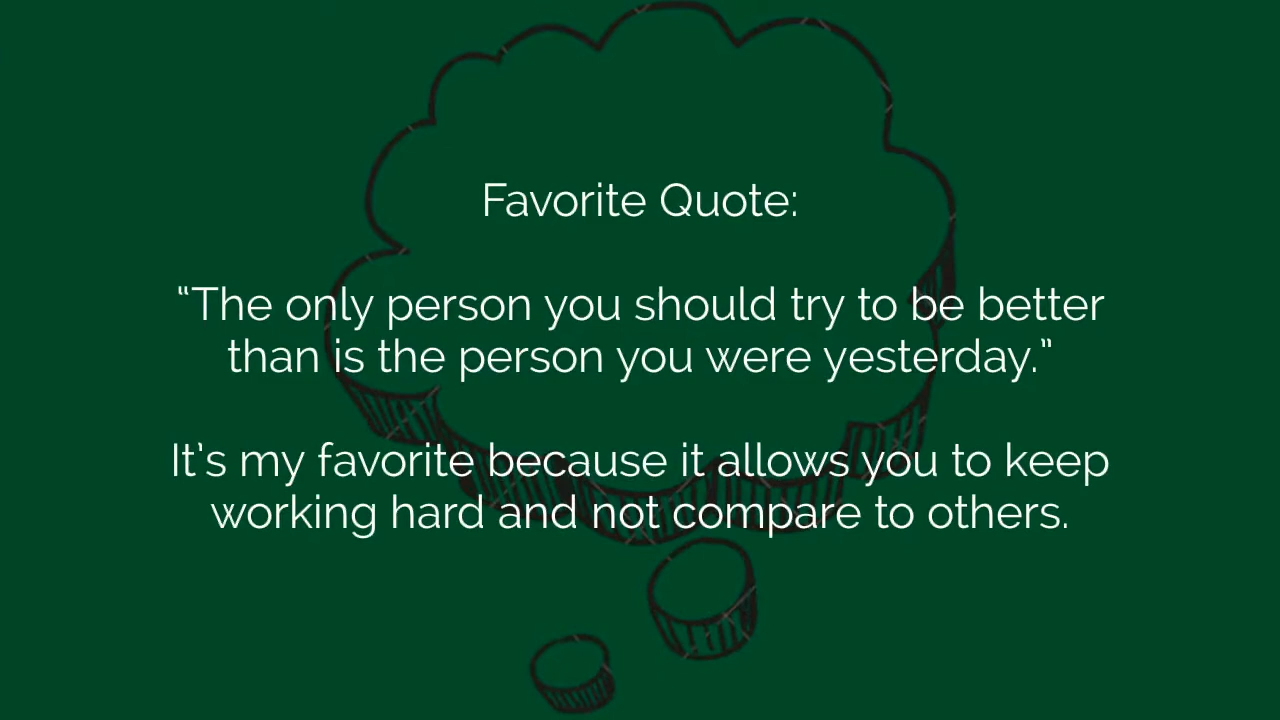 Favorite Quote:
“The only person you should try to be better
than is the person you were yesterday.”
It’s my favorite because it allows you to keep
working hard and not compare to others.